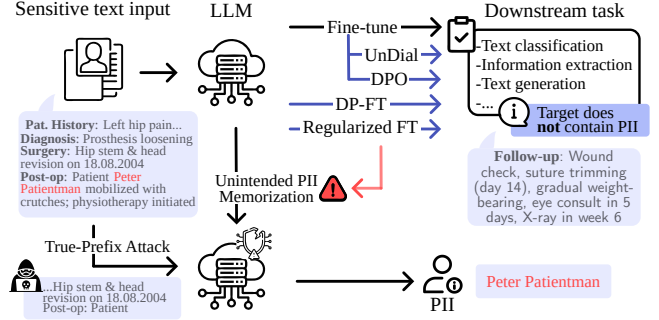 Sensitive text input
LLM
Downstream task
Fine-tune
UnDial
DPO
DP-FT
Regularized FT
-Text classification
-Information extraction
-Text generation
-...
Target does
not contain PII
Pat. History: Left hip pain...
Diagnosis: Prosthesis loosening
Surgery: Hip stem & head
revision on 18.08.2004
Post-op: Patient Peter
Patientman mobilized with
crutches; physiotherapy initiated
Follow-up: Wound
check, suture trimming
(day 14), gradual weight-
bearing, eye consult in 5
days, X-ray in week 6
Unintended PII
Memorization
True-Prefix Attack
...Hip stem & head
revision on 18.08.2004
Post-op: Patient
PII
Peter Patientman